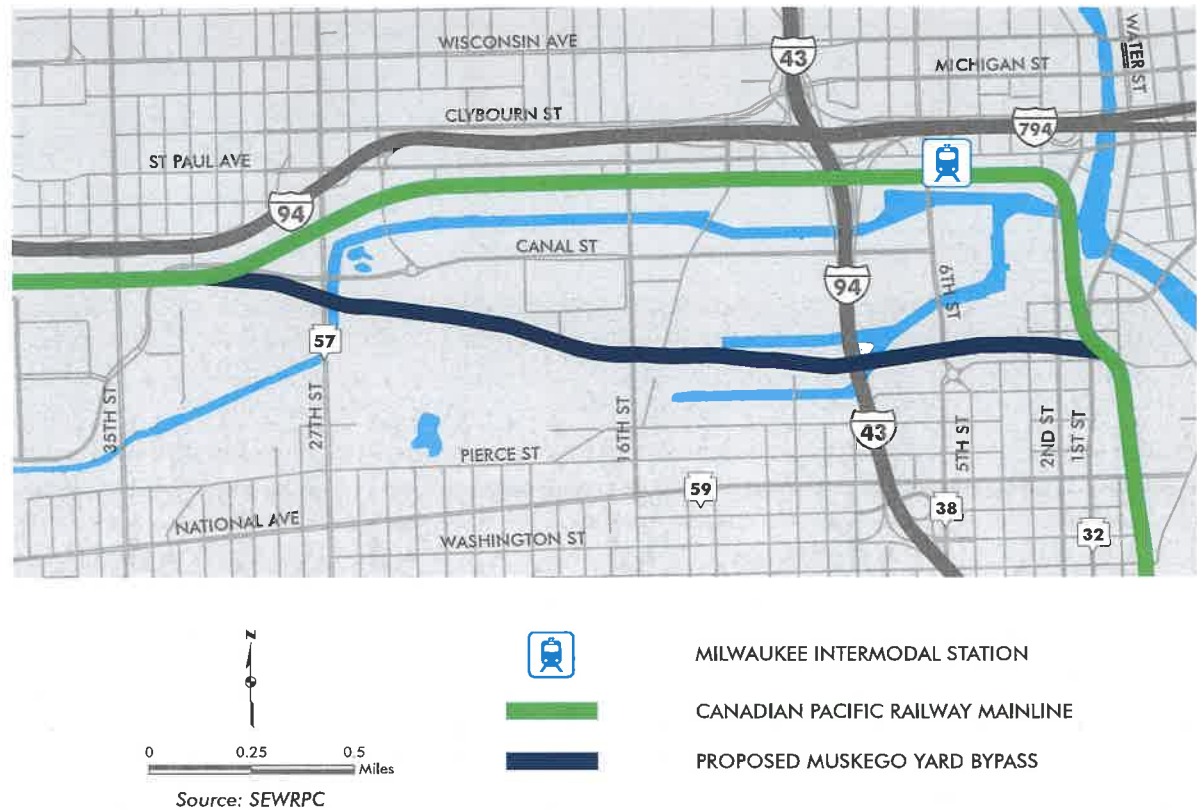 WISCONSIN AVE
43
MICHIGAN ST
WATER ST
CLYBOURN ST
794
ST PAUL AVE
94
CANAL ST
94
6TH ST
57
35TH ST
27TH ST
16TH ST
43
5TH ST
2ND ST
1ST ST
PIERCE ST
59
38
NATIONAL AVE
WASHINGTON ST
32
N
0 0.25 0.5
Miles
Source: SEWRPC
MILWAUKEE INTERMODAL STATION
CANADIAN PACIFIC RAILWAY MAINLINE
PROPOSED MUSKEGO YARD BYPASS